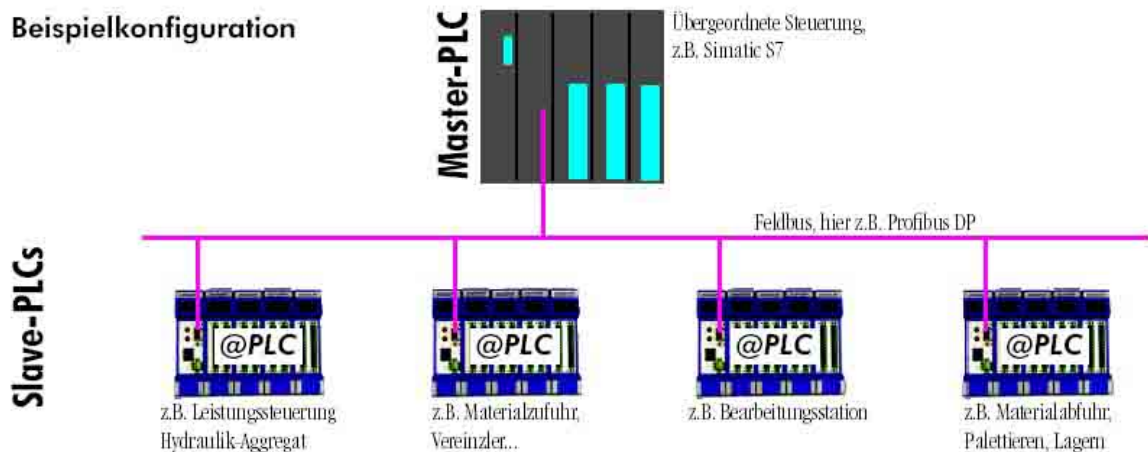 Beispielkonfiguration
Master-PLC
Übergeordnete Steuerung,
z.B. Simatic S7
Feldbus, hier z.B. Profibus DP
Slave-PLCs
@PLC
@PLC
@PLC
@PLC
z.B. Leistungssteuerung
Hydraulik-Aggregat
z.B. Materialzufuhr,
Vereinzler...
z.B. Bearbeitungsstation
z.B. Materialabfuhr,
Palettieren, Lagern